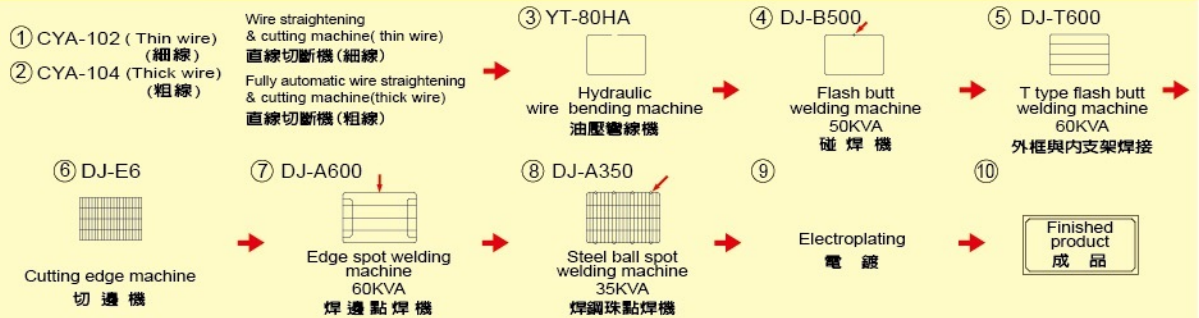 ① CYA-102 ( Thin wire)
(細線)
② CYA-104 (Thick wire)
(粗線)
Wire straightening
& cutting machine( thin wire)
直線切斷機(細線)
Fully automatic wire straightening
& cutting machine(thick wire)
直線切斷機(粗線)
③ YT-80HA
Hydraulic
wire bending machine
油壓彎線機
④ DJ-B500
Flash butt
welding machine
50KVA
碰焊機
⑤ DJ-T600
T type flash butt
welding machine
60KVA
外框與內支架焊接
⑥ DJ-E6
Cutting edge machine
切邊機
⑦ DJ-A600
Edge spot welding
machine
60KVA
焊邊點焊機
⑧ DJ-A350
Steel ball spot
welding machine
35KVA
焊鋼珠點焊機
⑨
Electroplating
電鍍
⑩
Finished
product
成品